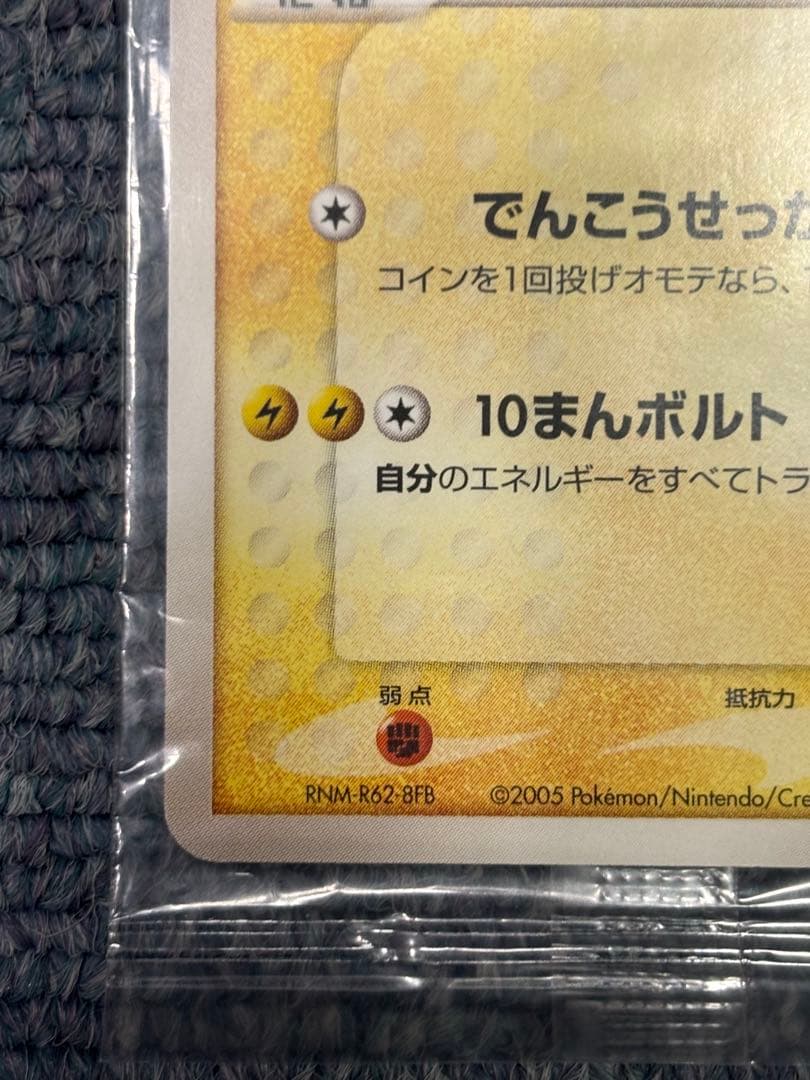 でんこうせっか
コインを1回投げオモテなら、
10まんボルト
自分のエネルギーをすべてトラ
弱点
抵抗力
RNM-R62-8FB
©2005 Pokémon/Nintendo/Cre